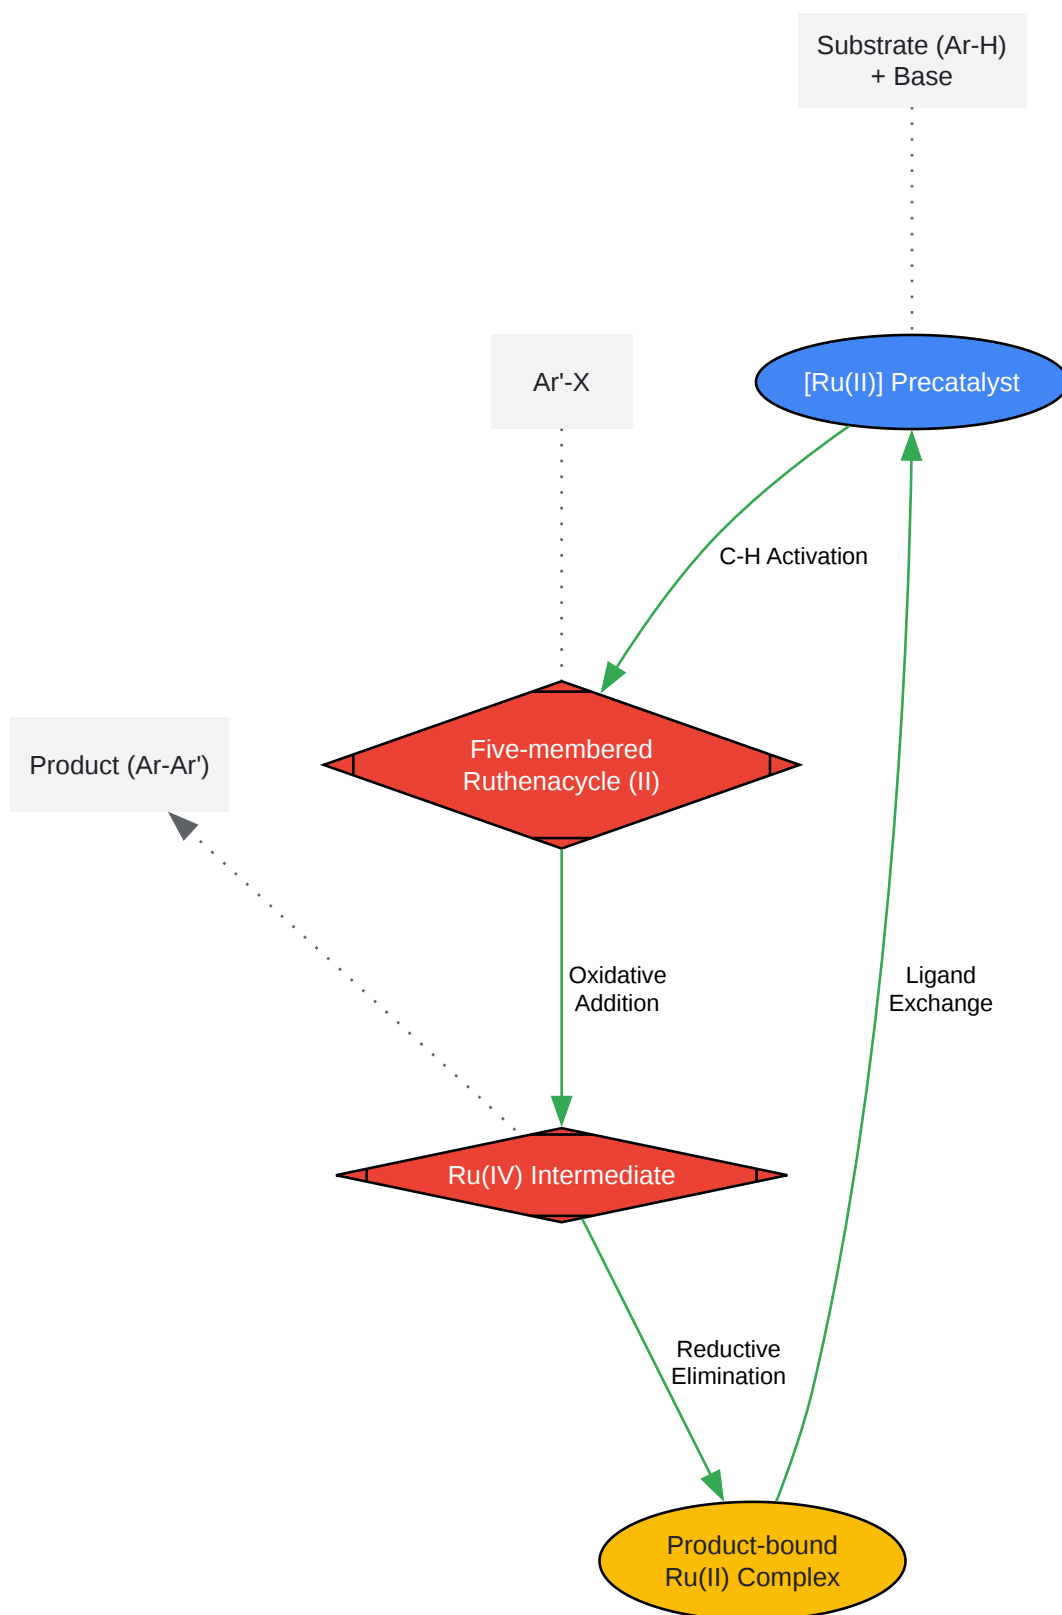 Substrate (Ar-H)
+ Base
Ar'-X
[Ru(II)] Precatalyst
C-H Activation
Five-membered
Ruthenacycle (II)
Product (Ar-Ar')
Oxidative
Addition
Ligand
Exchange
Ru(IV) Intermediate
Reductive
Elimination
Product-bound
Ru(II) Complex